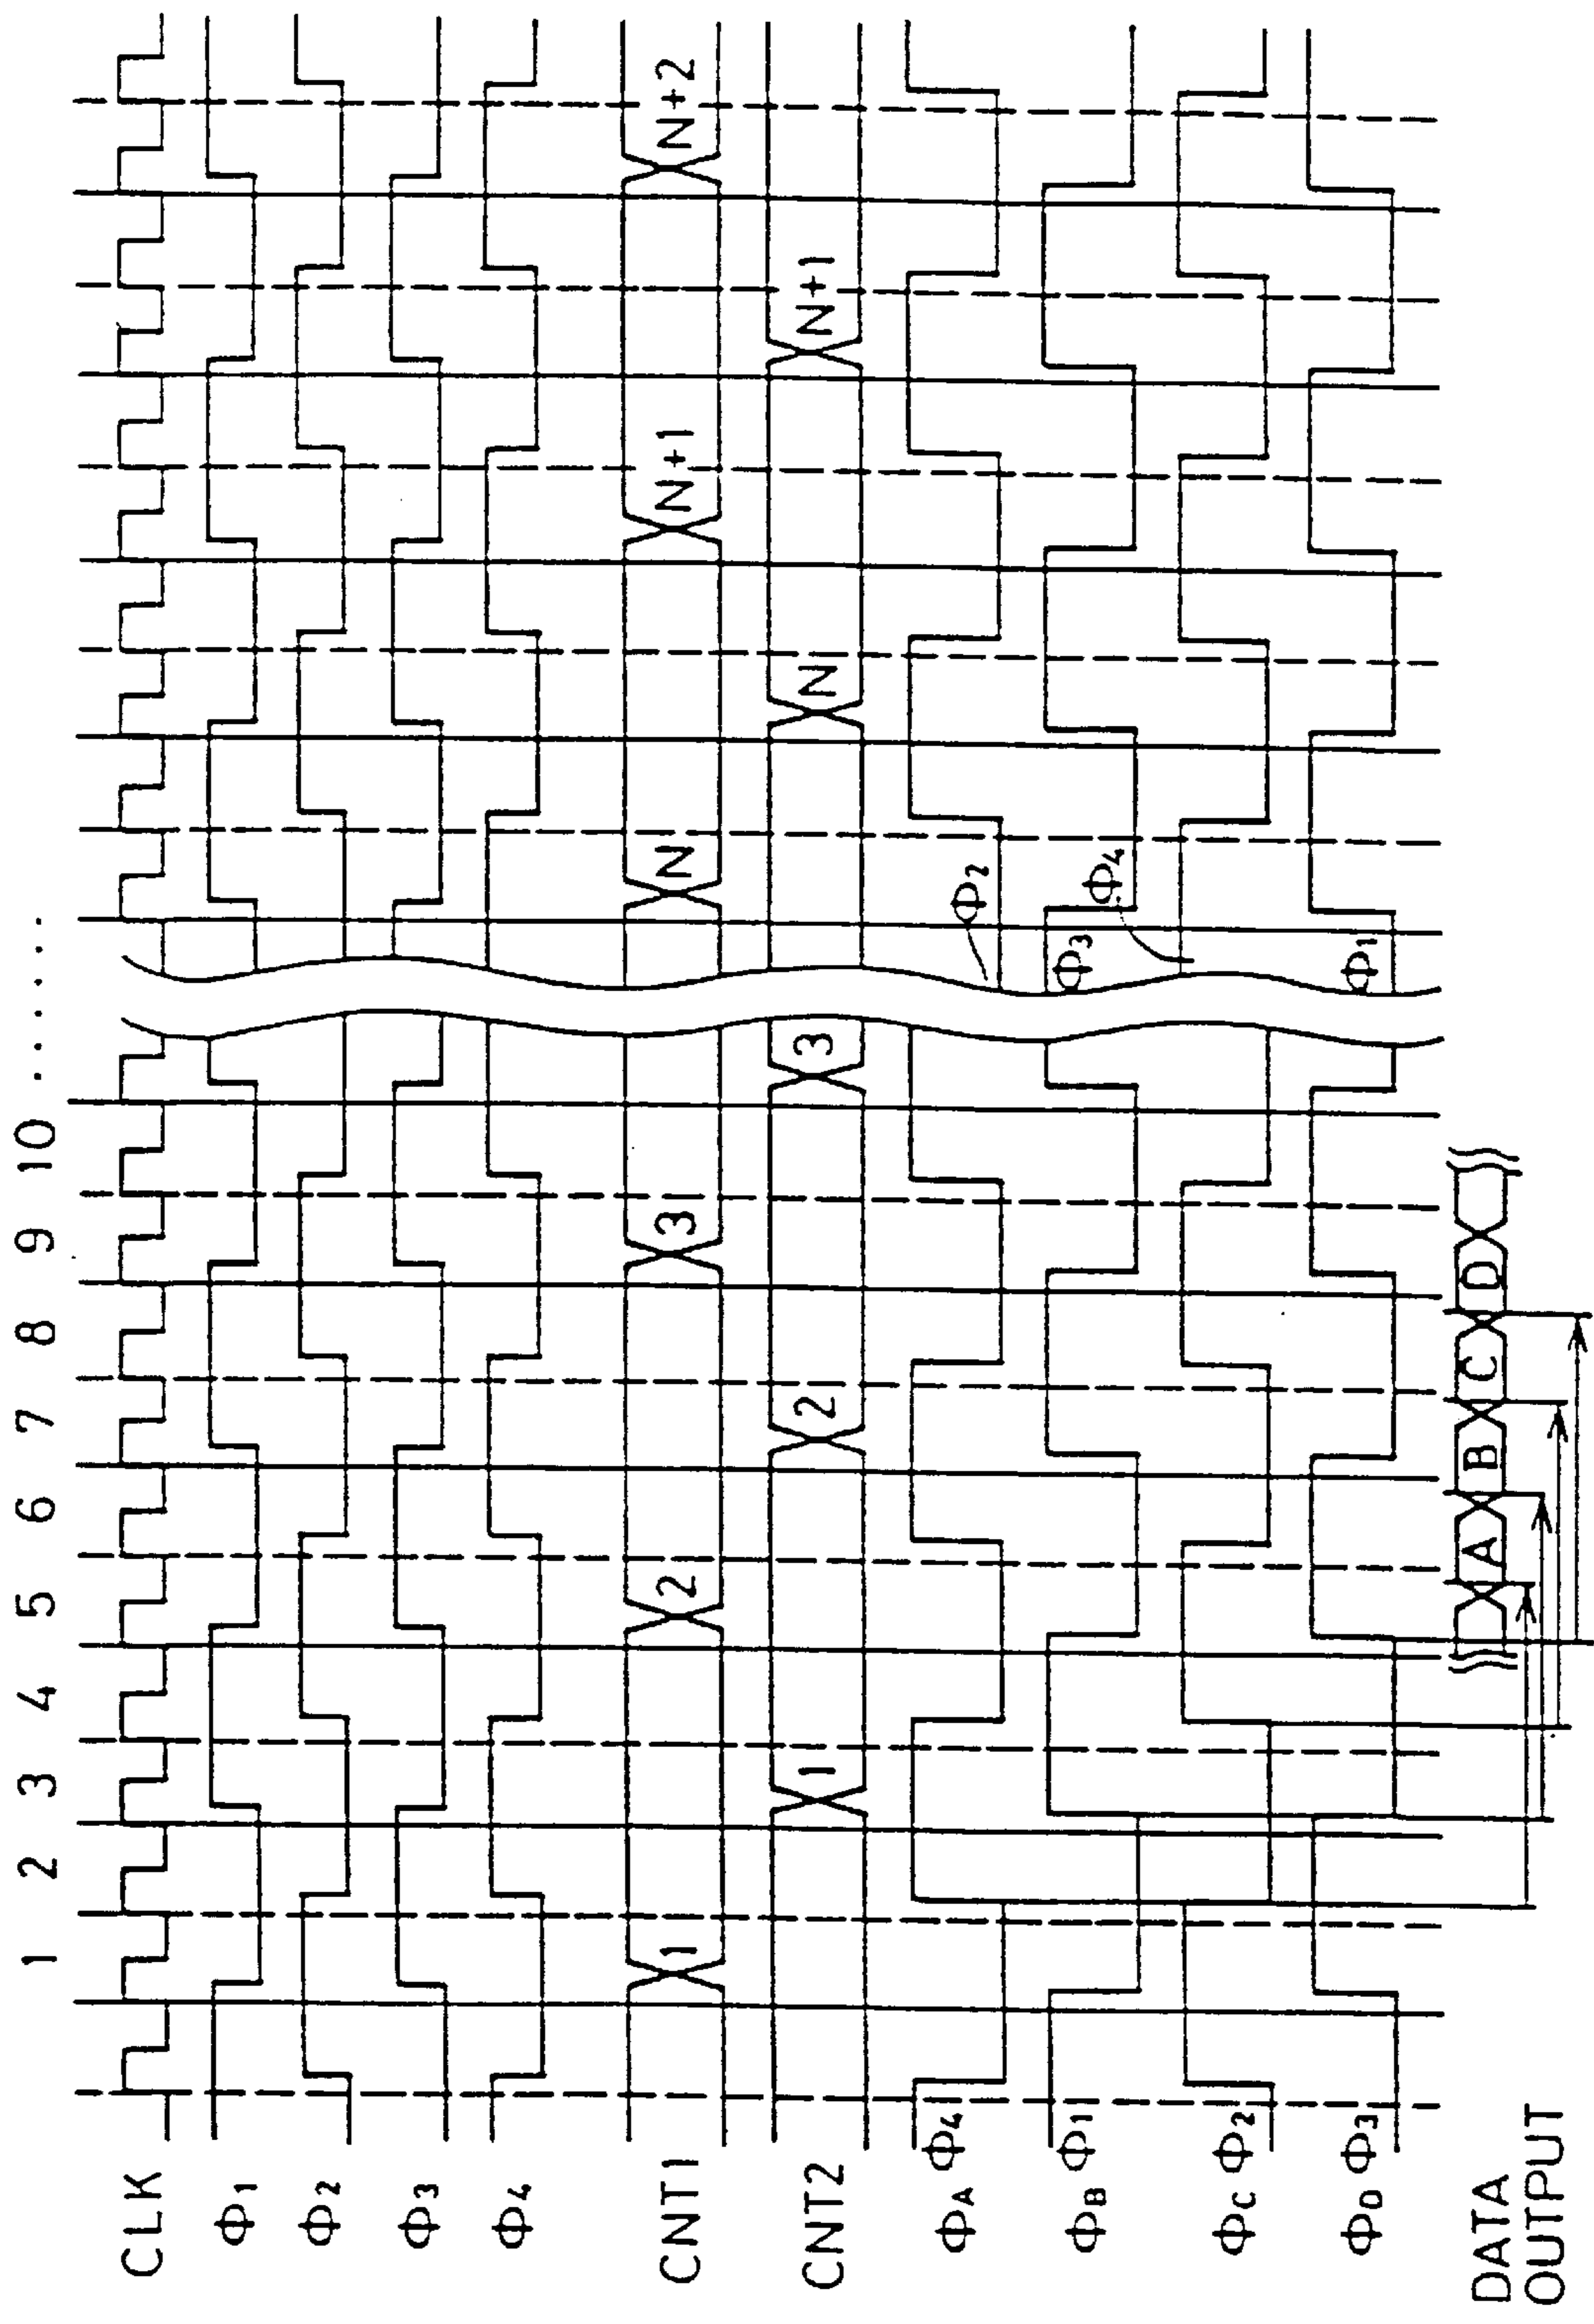 1 2 3 4 5 6 7 8 9 10 ......
CLK
Φ1
Φ2
Φ3
Φ4
CNT1 1 2 3 N N+1 N+2
CNT2 1 2 3 N N+1
ΦA Φ4 Φ2
ΦB Φ1 Φ3
ΦC Φ2 Φ4
ΦD Φ3 Φ1
DATA
OUTPUT
A B C D